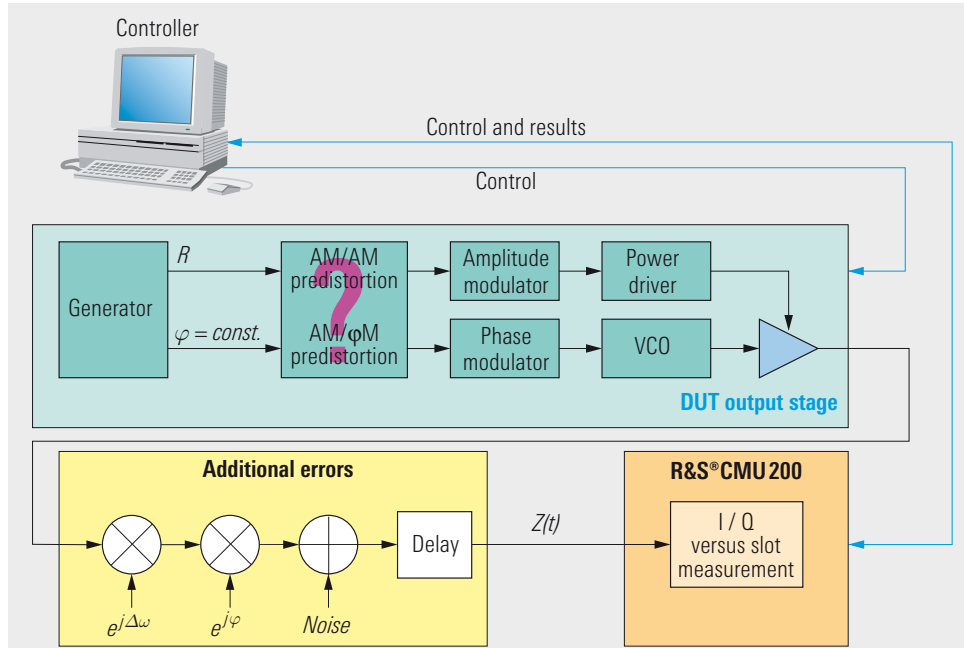 Controller
Control and results
Control
R
φ = const.
Generator
AM/AM
predistortion
?
AM/φM
predistortion
Amplitude
modulator
Power
driver
Phase
modulator
VCO
DUT output stage
Additional errors
e^{jΔω}
e^{jφ}
Noise
Delay
Z(t)
R&S® CMU 200
I / Q
versus slot
measurement